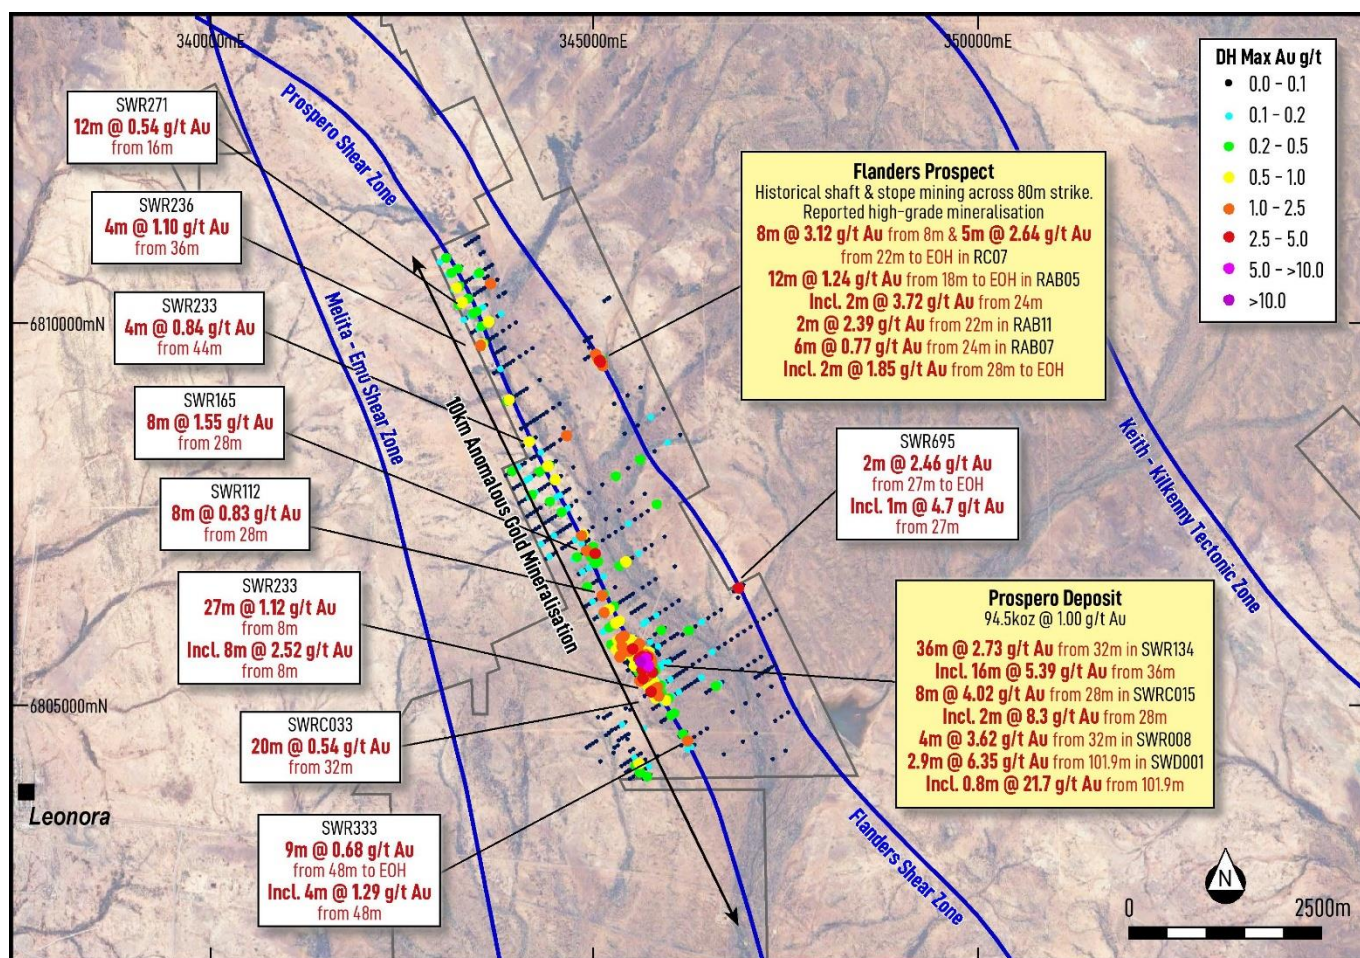 340000mE
345000mE
350000mE
6810000mN
6805000mN
Prospero Shear Zone
Melita - Emu Shear Zone
10km Anomalous Gold Mineralisation
Keith - Kilkenny Tectonic Zone
Flanders Shear Zone
Leonora
SWR271
12m @ 0.54 g/t Au
from 16m
SWR236
4m @ 1.10 g/t Au
from 36m
SWR233
4m @ 0.84 g/t Au
from 44m
SWR165
8m @ 1.55 g/t Au
from 28m
SWR112
8m @ 0.83 g/t Au
from 28m
SWR233
27m @ 1.12 g/t Au
from 8m
Incl. 8m @ 2.52 g/t Au
from 8m
SWRC033
20m @ 0.54 g/t Au
from 32m
SWR333
9m @ 0.68 g/t Au
from 48m to EOH
Incl. 4m @ 1.29 g/t Au
from 48m
Flanders Prospect
Historical shaft & stope mining across 80m strike.
Reported high-grade mineralisation
8m @ 3.12 g/t Au from 8m & 5m @ 2.64 g/t Au
from 22m to EOH in RC07
12m @ 1.24 g/t Au from 18m to EOH in RAB05
Incl. 2m @ 3.72 g/t Au from 24m
2m @ 2.39 g/t Au from 22m in RAB11
6m @ 0.77 g/t Au from 24m in RAB07
Incl. 2m @ 1.85 g/t Au from 28m to EOH
SWR695
2m @ 2.46 g/t Au
from 27m to EOH
Incl. 1m @ 4.7 g/t Au
from 27m
Prospero Deposit
94.5koz @ 1.00 g/t Au
36m @ 2.73 g/t Au from 32m in SWR134
Incl. 16m @ 5.39 g/t Au from 36m
8m @ 4.02 g/t Au from 28m in SWRC015
Incl. 2m @ 8.3 g/t Au from 28m
4m @ 3.62 g/t Au from 32m in SWR008
2.9m @ 6.35 g/t Au from 101.9m in SWD001
Incl. 0.8m @ 21.7 g/t Au from 101.9m
DH Max Au g/t
0.0 - 0.1
0.1 - 0.2
0.2 - 0.5
0.5 - 1.0
1.0 - 2.5
2.5 - 5.0
5.0 - >10.0
>10.0
N
0 2500m